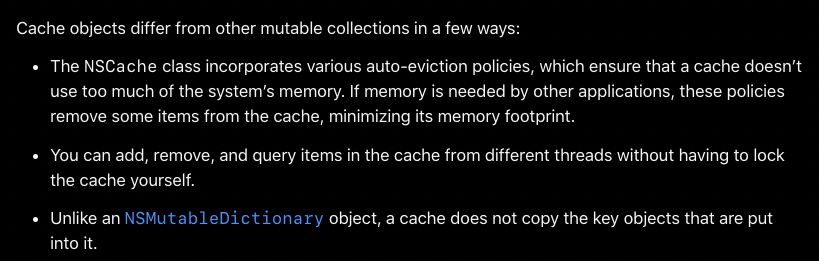 Cache objects differ from other mutable collections in a few ways:
• The NSCache class incorporates various auto-eviction policies, which ensure that a cache doesn’t
use too much of the system’s memory. If memory is needed by other applications, these policies
remove some items from the cache, minimizing its memory footprint.
• You can add, remove, and query items in the cache from different threads without having to lock
the cache yourself.
• Unlike an NSMutableDictionary object, a cache does not copy the key objects that are put
into it.